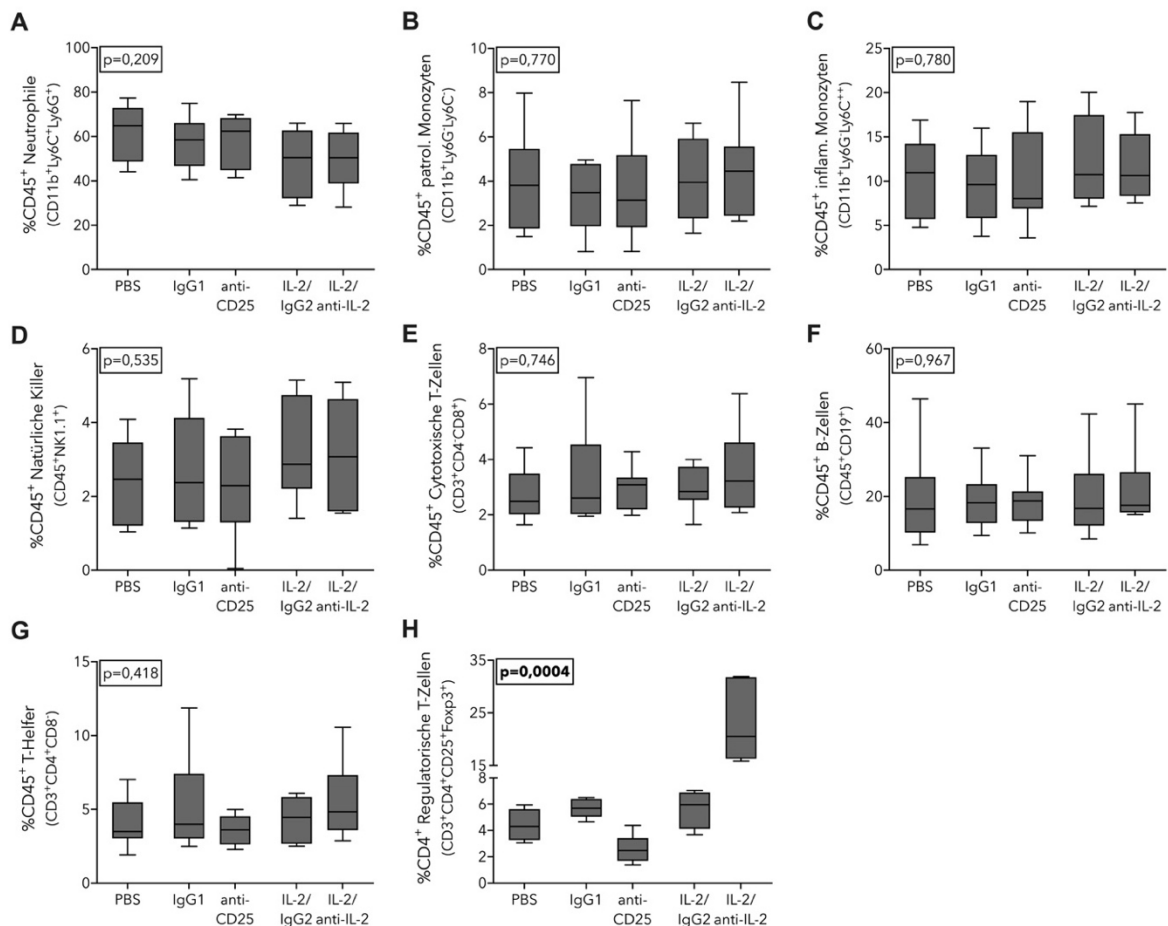 A
%CD45⁺ Neutrophile
(CD11b⁺Ly6C⁺Ly6G⁺)
100
80
60
40
20
0
p=0,209
PBS
IgG1
anti-
CD25
IL-2/
IgG2
IL-2/
anti-IL-2
B
%CD45⁺ patrol. Monozyten
(CD11b⁺Ly6G⁻Ly6C⁻)
10
8
6
4
2
0
p=0,770
PBS
IgG1
anti-
CD25
IL-2/
IgG2
IL-2/
anti-IL-2
C
%CD45⁺ inflam. Monozyten
(CD11b⁺Ly6G⁻Ly6C⁺⁺)
25
20
15
10
5
0
p=0,780
PBS
IgG1
anti-
CD25
IL-2/
IgG2
IL-2/
anti-IL-2
D
%CD45⁺ Natürliche Killer
(CD45⁺NK1.1⁺)
6
4
2
0
p=0,535
PBS
IgG1
anti-
CD25
IL-2/
IgG2
IL-2/
anti-IL-2
E
%CD45⁺ Cytotoxische T-Zellen
(CD3⁺CD4⁻CD8⁺)
8
6
4
2
0
p=0,746
PBS
IgG1
anti-
CD25
IL-2/
IgG2
IL-2/
anti-IL-2
F
%CD45⁺ B-Zellen
(CD45⁺CD19⁺)
60
40
20
0
p=0,967
PBS
IgG1
anti-
CD25
IL-2/
IgG2
IL-2/
anti-IL-2
G
%CD45⁺ T-Helfer
(CD3⁺CD4⁺CD8⁻)
15
10
5
0
p=0,418
PBS
IgG1
anti-
CD25
IL-2/
IgG2
IL-2/
anti-IL-2
H
%CD4⁺ Regulatorische T-Zellen
(CD3⁺CD4⁺CD25⁺Foxp3⁺)
35
25
15
8
6
4
2
0
p=0,0004
PBS
IgG1
anti-
CD25
IL-2/
IgG2
IL-2/
anti-IL-2